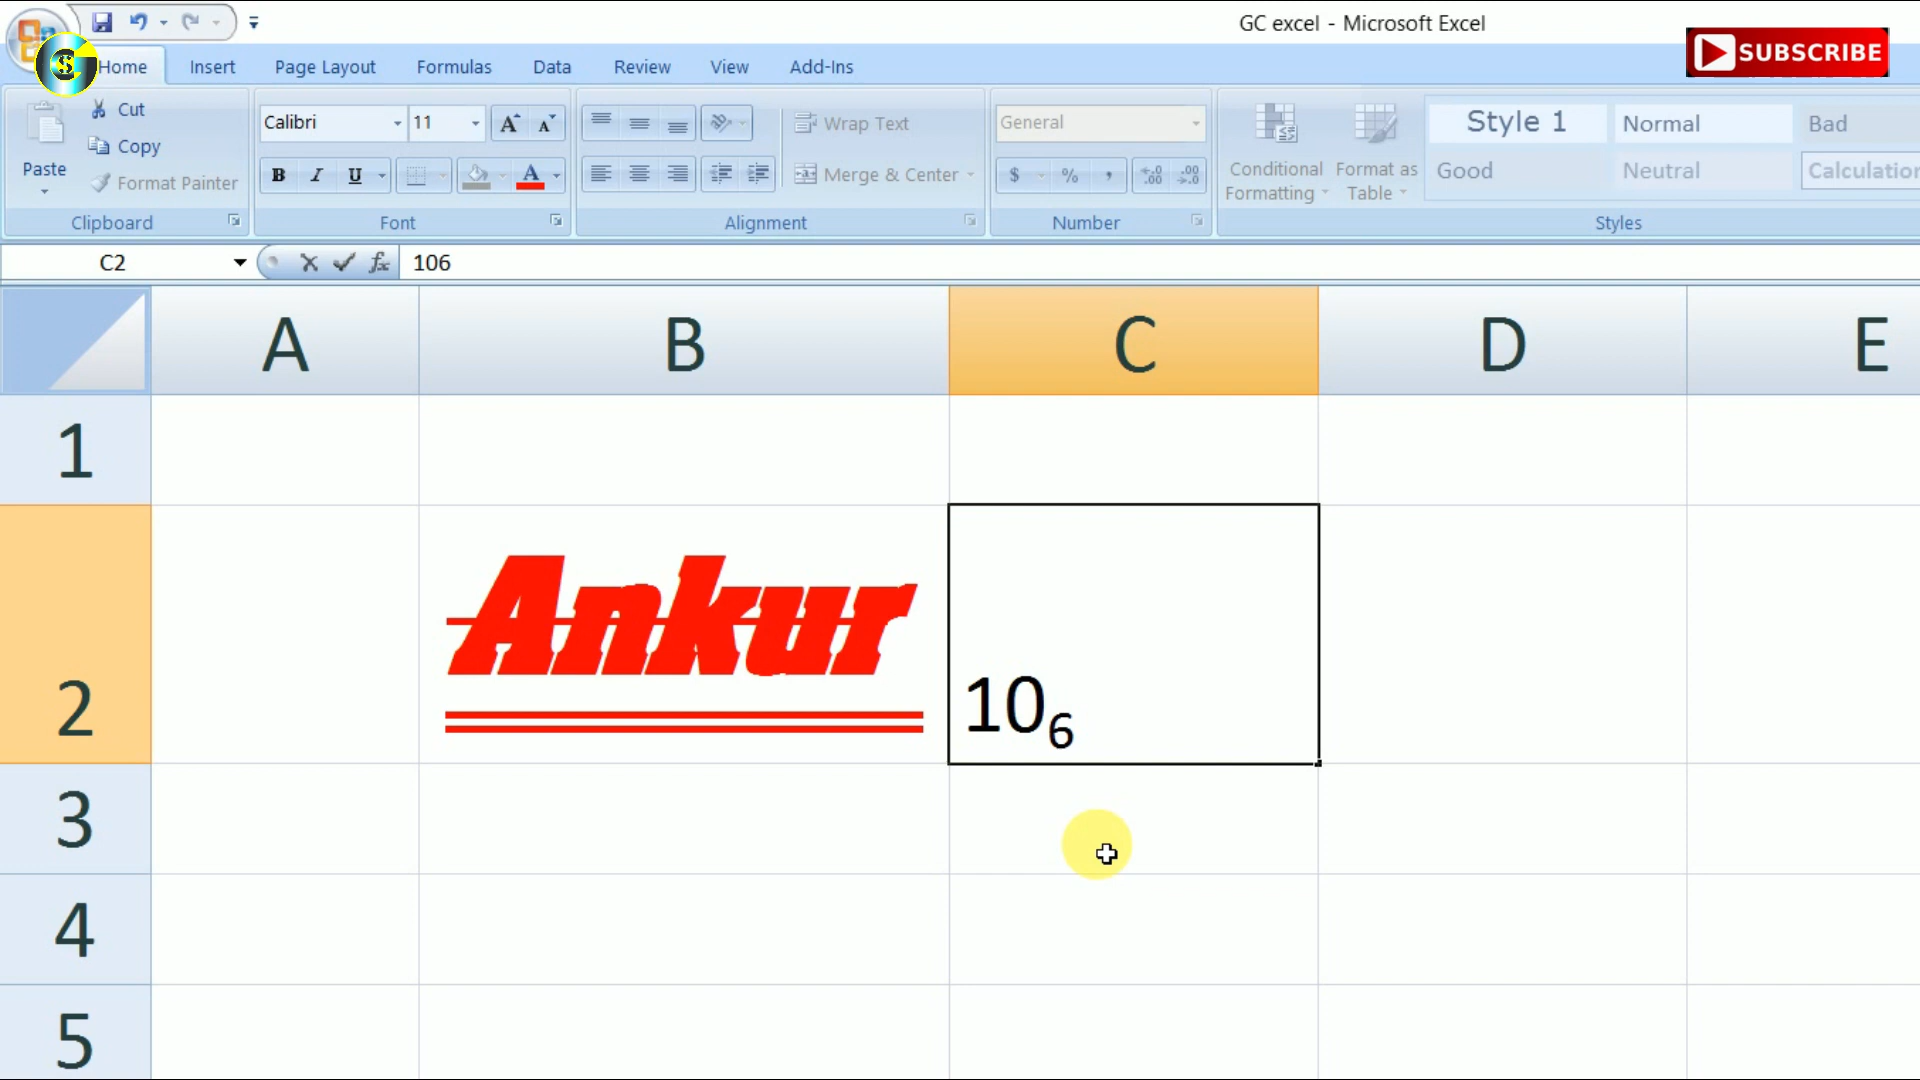 GC excel - Microsoft Excel
SUBSCRIBE
Home Insert Page Layout Formulas Data Review View Add-Ins
Cut
Copy
Format Painter
Paste
Clipboard
Calibri 11
B I U A
Font
Wrap Text
Merge & Center
Alignment
General
$ % ,
Number
Conditional Formatting
Format as Table
Style 1 Normal Bad
Good Neutral Calculation
Styles
C2 fx 106
A B C D E
1
2 Ankur 10₆
3
4
5